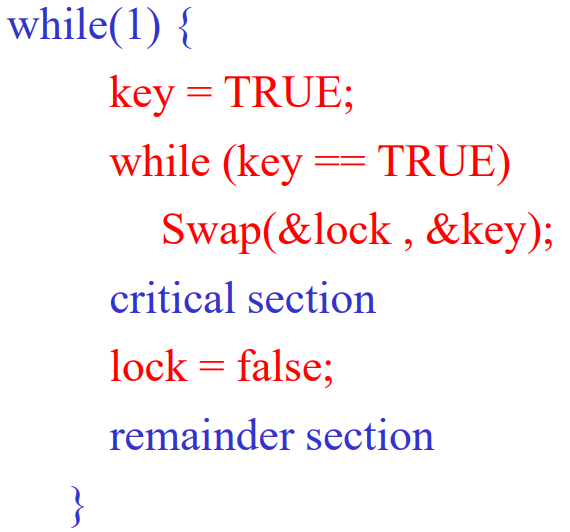 while(1) {
key = TRUE;
while (key == TRUE)
Swap(&lock , &key);
critical section
lock = false;
remainder section
}